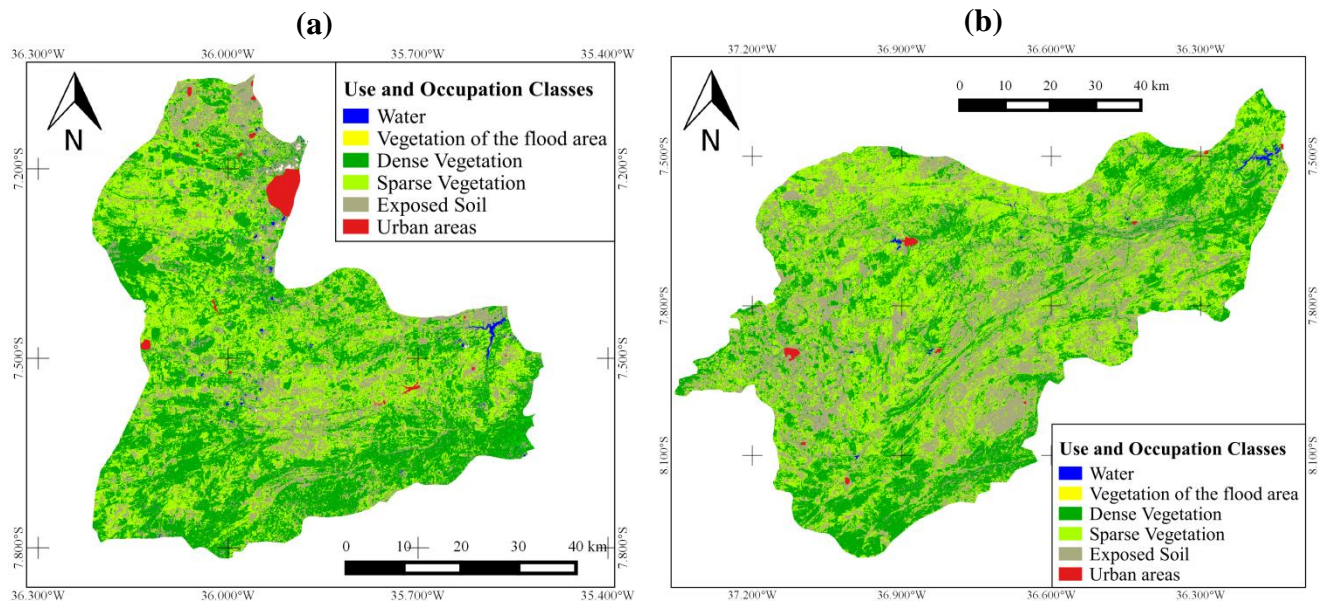 (a)
36.300°W 36.000°W 35.700°W 35.400°W
N
Use and Occupation Classes
Water
Vegetation of the flood area
Dense Vegetation
Sparse Vegetation
Exposed Soil
Urban areas
7.200°S 7.200°S
7.500°S 7.500°S
7.800°S 7.800°S
0 10 20 30 40 km
36.300°W 36.000°W 35.700°W 35.400°W
(b)
37.200°W 36.900°W 36.600°W 36.300°W
N
0 10 20 30 40 km
7.500°S 7.500°S
7.800°S 7.800°S
8.100°S 8.100°S
Use and Occupation Classes
Water
Vegetation of the flood area
Dense Vegetation
Sparse Vegetation
Exposed Soil
Urban areas
37.200°W 36.900°W 36.600°W 36.300°W